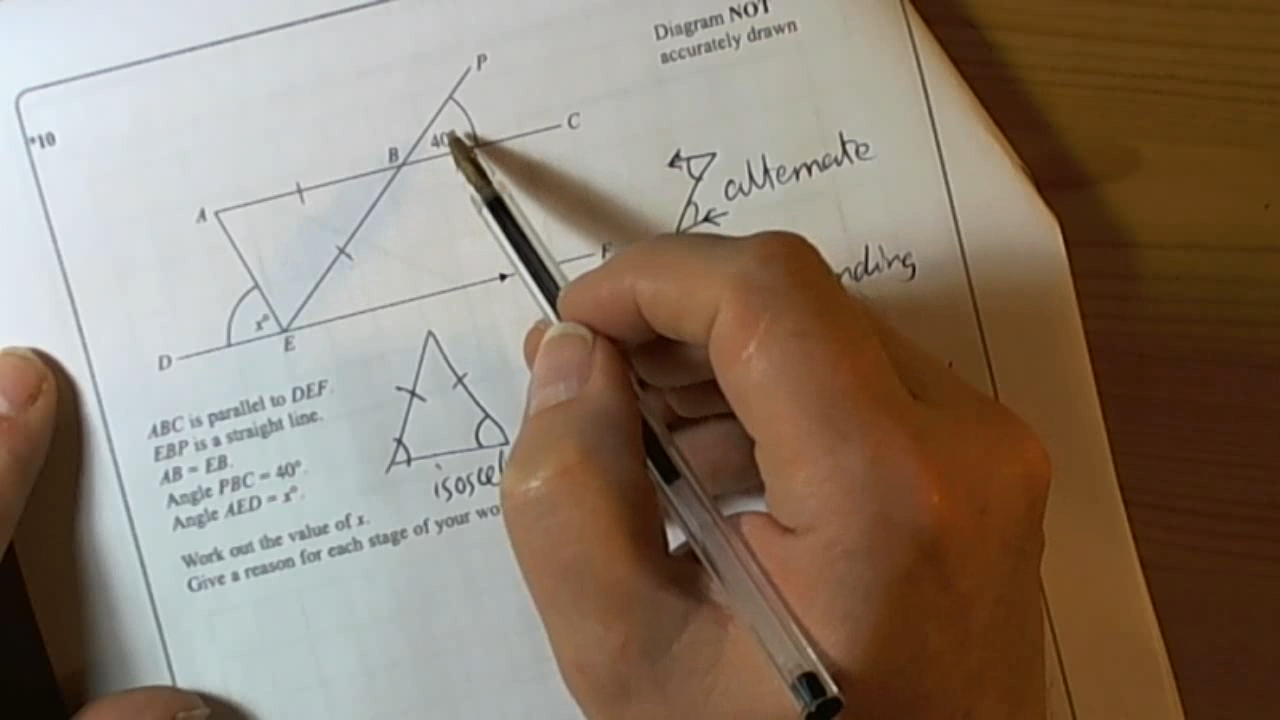 Diagram NOT
accurately drawn
*10
P
C
B
40°
A
alternate
F
nding
x°
E
D
ABC is parallel to DEF.
EBP is a straight line.
AB = EB.
Angle PBC = 40°.
Angle AED = x°.
Work out the value of x.
Give a reason for each stage of your wo
isoscel